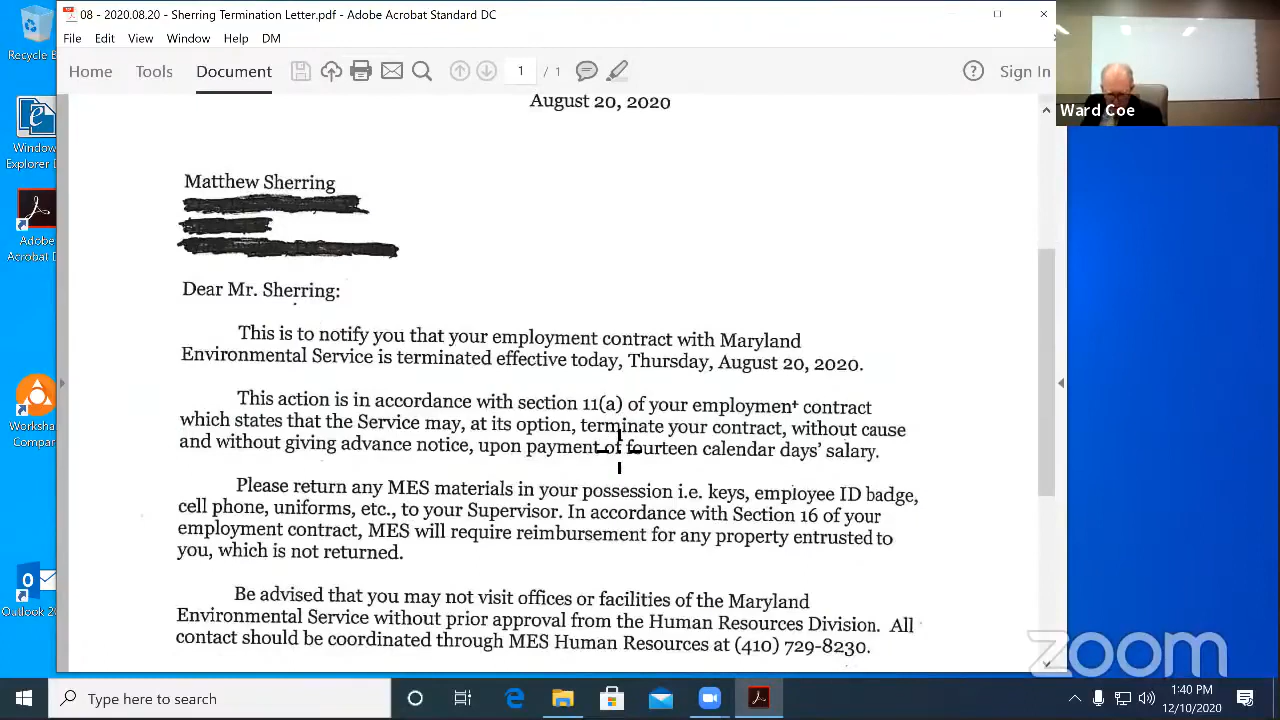 08 - 2020.08.20 - Sherring Termination Letter.pdf - Adobe Acrobat Standard DC
File Edit View Window Help DM
Home Tools Document 1 / 1 Sign In
Ward Coe
Recycle B
Window
Explorer D
Adobe
Acrobat D
Worksha
Compar
Outlook 20
August 20, 2020
Matthew Sherring
Dear Mr. Sherring:
This is to notify you that your employment contract with Maryland
Environmental Service is terminated effective today, Thursday, August 20, 2020.
This action is in accordance with section 11(a) of your employment contract
which states that the Service may, at its option, terminate your contract, without cause
and without giving advance notice, upon payment of fourteen calendar days' salary.
Please return any MES materials in your possession i.e. keys, employee ID badge,
cell phone, uniforms, etc., to your Supervisor. In accordance with Section 16 of your
employment contract, MES will require reimbursement for any property entrusted to
you, which is not returned.
Be advised that you may not visit offices or facilities of the Maryland
Environmental Service without prior approval from the Human Resources Division. All
contact should be coordinated through MES Human Resources at (410) 729-8230.
zoom
Type here to search
1:40 PM
12/10/2020